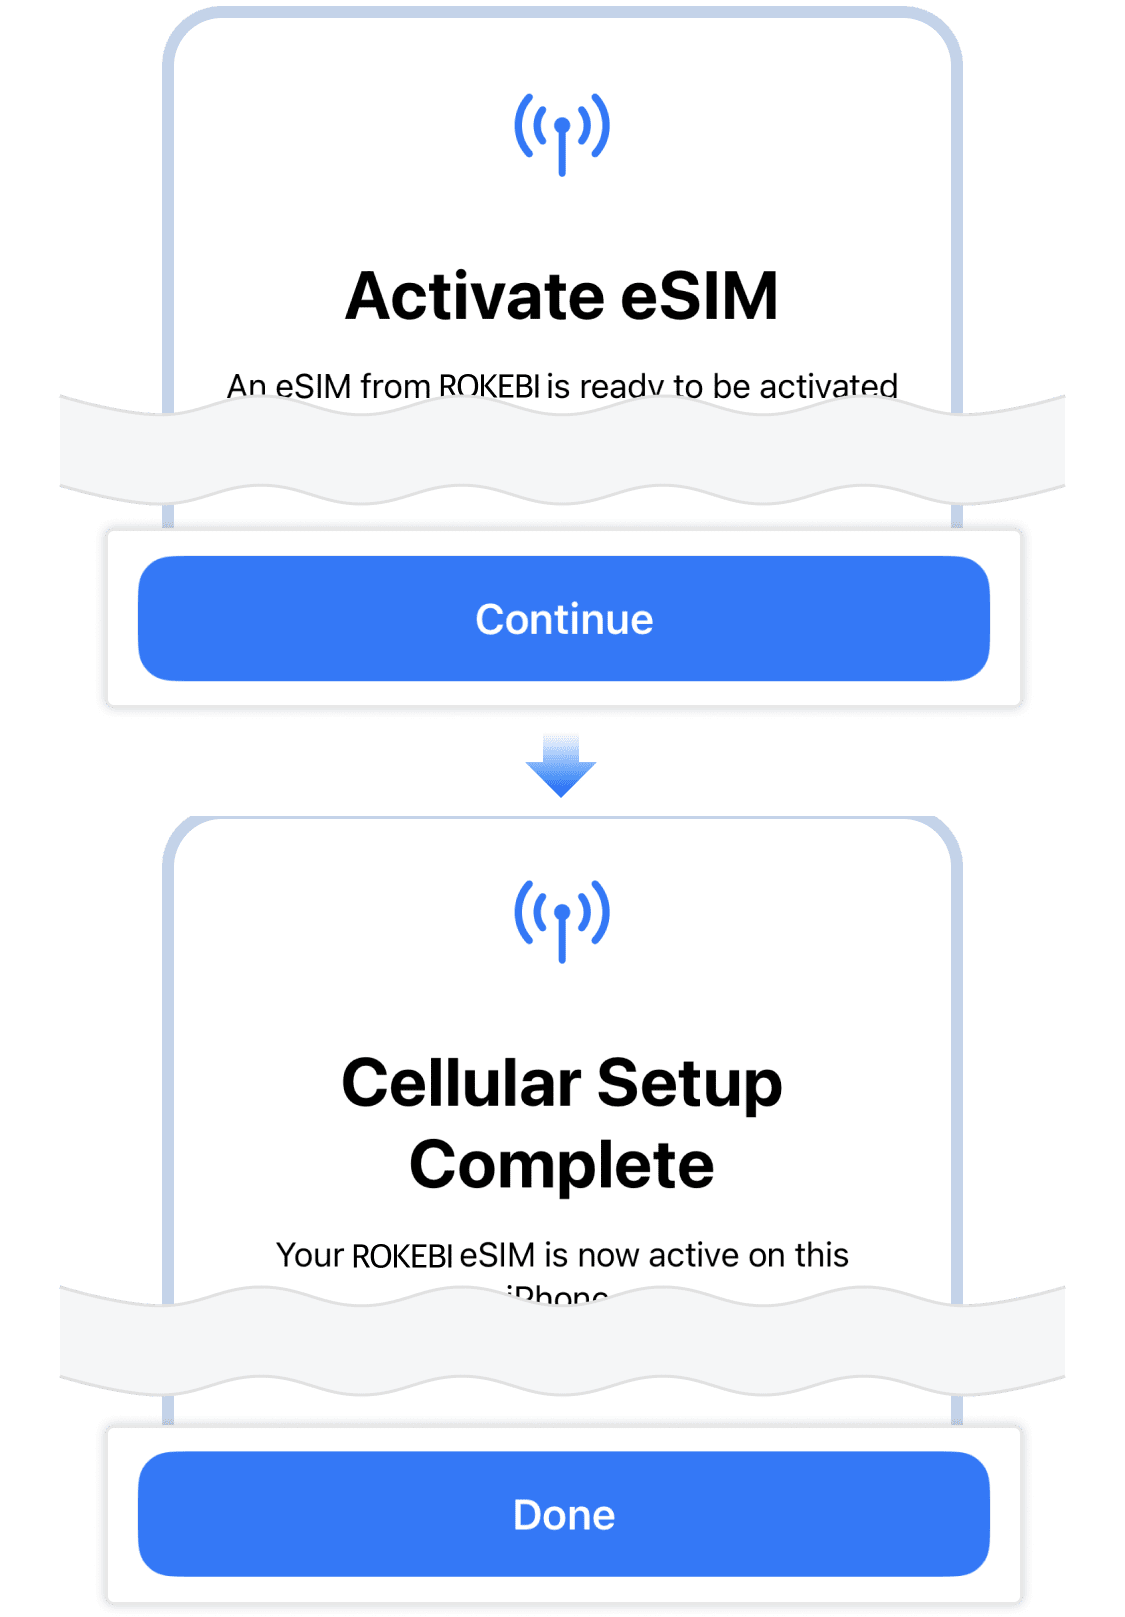 Activate eSIM
An eSIM from ROKEBI is ready to be activated
Continue
Cellular Setup
Complete
Your ROKEBI eSIM is now active on this
iPhone
Done